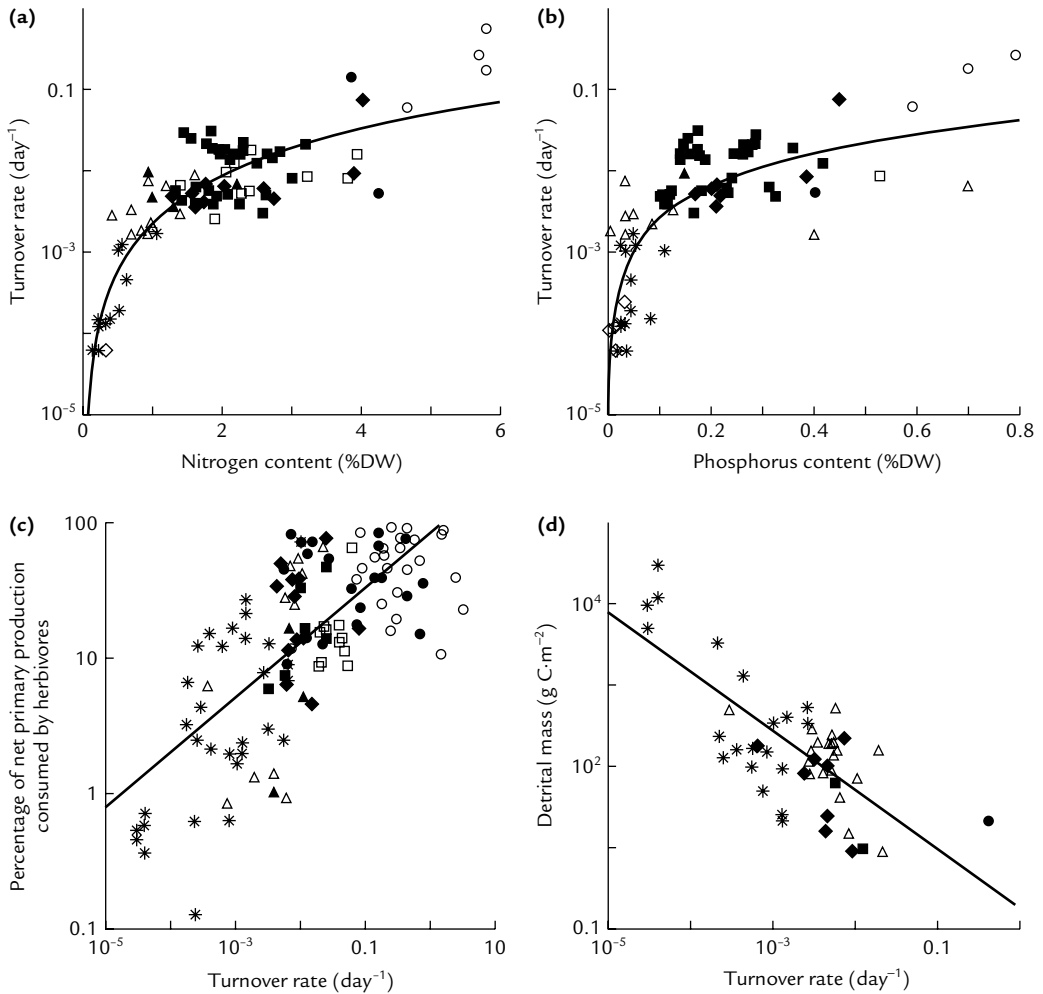 (a)
0.1
10⁻³
10⁻⁵
Turnover rate (day⁻¹)
0 2 4 6
Nitrogen content (%DW)
(b)
0.1
10⁻³
10⁻⁵
Turnover rate (day⁻¹)
0 0.2 0.4 0.6 0.8
Phosphorus content (%DW)
(c)
100
10
1
0.1
Percentage of net primary production
consumed by herbivores
10⁻⁵ 10⁻³ 0.1 10
Turnover rate (day⁻¹)
(d)
10⁴
10²
0.1
Detrital mass (g C·m⁻²)
10⁻⁵ 10⁻³ 0.1
Turnover rate (day⁻¹)